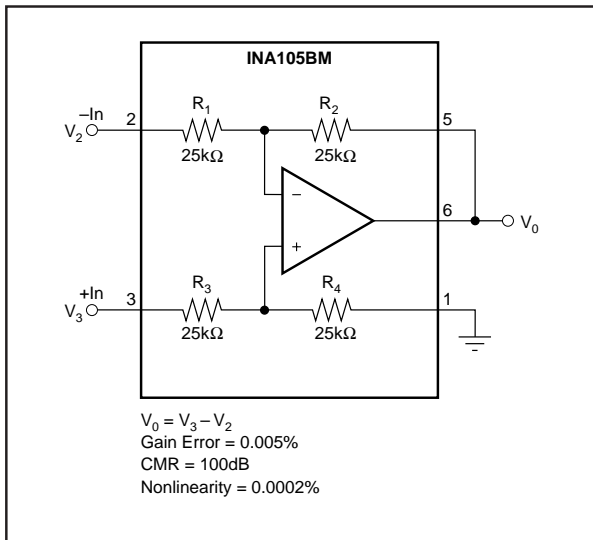 INA105BM
–In
2
R1
R2
5
V2
25kΩ
25kΩ
–
6
V0
+
+In
3
R3
R4
1
V3
25kΩ
25kΩ
V0 = V3 – V2
Gain Error = 0.005%
CMR = 100dB
Nonlinearity = 0.0002%